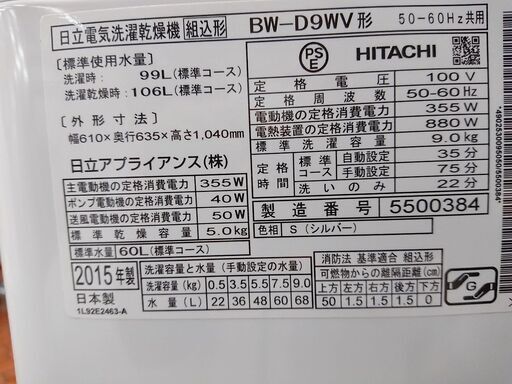 日立電気洗濯乾燥機 組込形 BW-D9WV形 50-60Hz共用
〔標準使用水量〕
洗濯時： 99L(標準コース)
洗濯乾燥時：106L(標準コース)
〔外形寸法〕
幅610×奥行635×高さ1,040mm
日立アプライアンス(株)
主電動機の定格消費電力 355W
ポンプ電動機の定格消費電力 40W
送風電動機の定格消費電力 50W
標準乾燥容量 5.0kg
標準水量 60L(標準コース)
PS
E
HITACHI
定格電圧 100V
定格周波数 50-60Hz
電動機の定格消費電力 355W
電熱装置の定格消費電力 880W
標準洗濯容量 9.0kg
定格時間 標準コース 自動設定 35分
手動設定 75分
洗いのみ 22分
製造番号 5500384
色相 S（シルバー）
2015年製
日本製
1L92E2463-A
洗濯容量と水量（手動設定の水量）
洗濯容量(kg) 0.5 3.5 5.5 7.5 9.0
水量(L) 22 36 48 60 68
消防法 基準適合 組込形
可燃物からの離隔距離(cm)
上方 左方 右方 前方 後方 下方
50 1.5 1.5 5 1.5 0
G